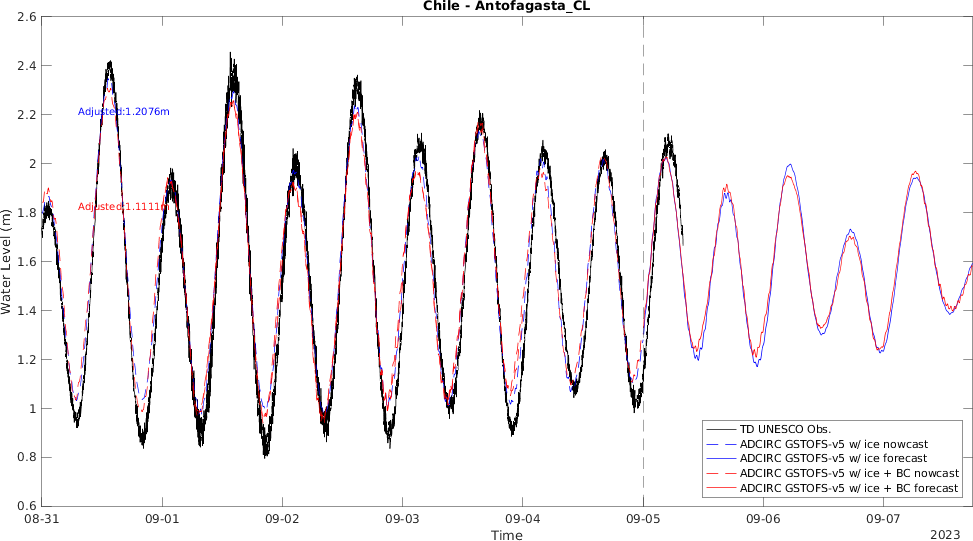 Chile - Antofagasta_CL
2.6
2.4
2.2
2
1.8
1.6
1.4
1.2
1
0.8
0.6
Water Level (m)
Adjusted:1.2076m
Adjusted:1.1111m
TD UNESCO Obs.
ADCIRC GSTOFS-v5 w/ ice nowcast
ADCIRC GSTOFS-v5 w/ ice forecast
ADCIRC GSTOFS-v5 w/ ice + BC nowcast
ADCIRC GSTOFS-v5 w/ ice + BC forecast
08-31 09-01 09-02 09-03 09-04 09-05 09-06 09-07
Time
2023